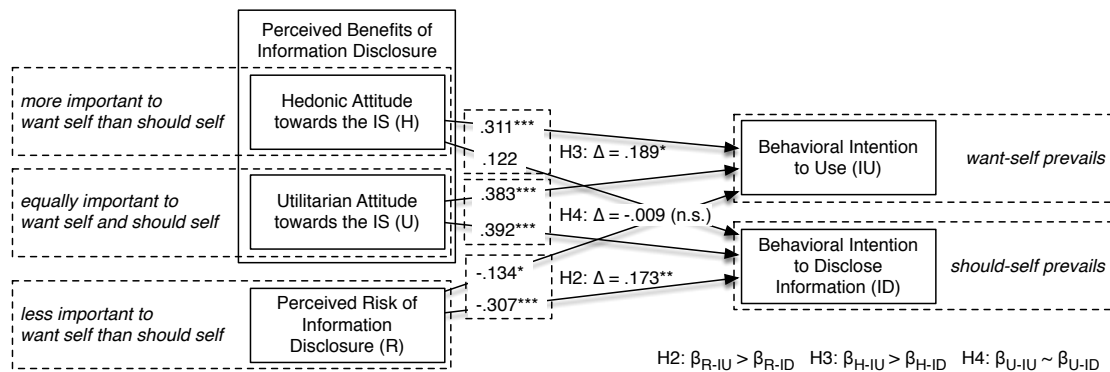 Perceived Benefits of
Information Disclosure
more important to
want self than should self
Hedonic Attitude
towards the IS (H)
.311***
.122
H3: Δ = .189*
Behavioral Intention
to Use (IU)
want-self prevails
equally important to
want self and should self
Utilitarian Attitude
towards the IS (U)
.383***
.392***
H4: Δ = -.009 (n.s.)
Behavioral Intention
to Disclose
Information (ID)
should-self prevails
less important to
want self than should self
Perceived Risk of
Information
Disclosure (R)
-.134*
-.307***
H2: Δ = .173**
H2: βR-IU > βR-ID H3: βH-IU > βH-ID H4: βU-IU ~ βU-ID